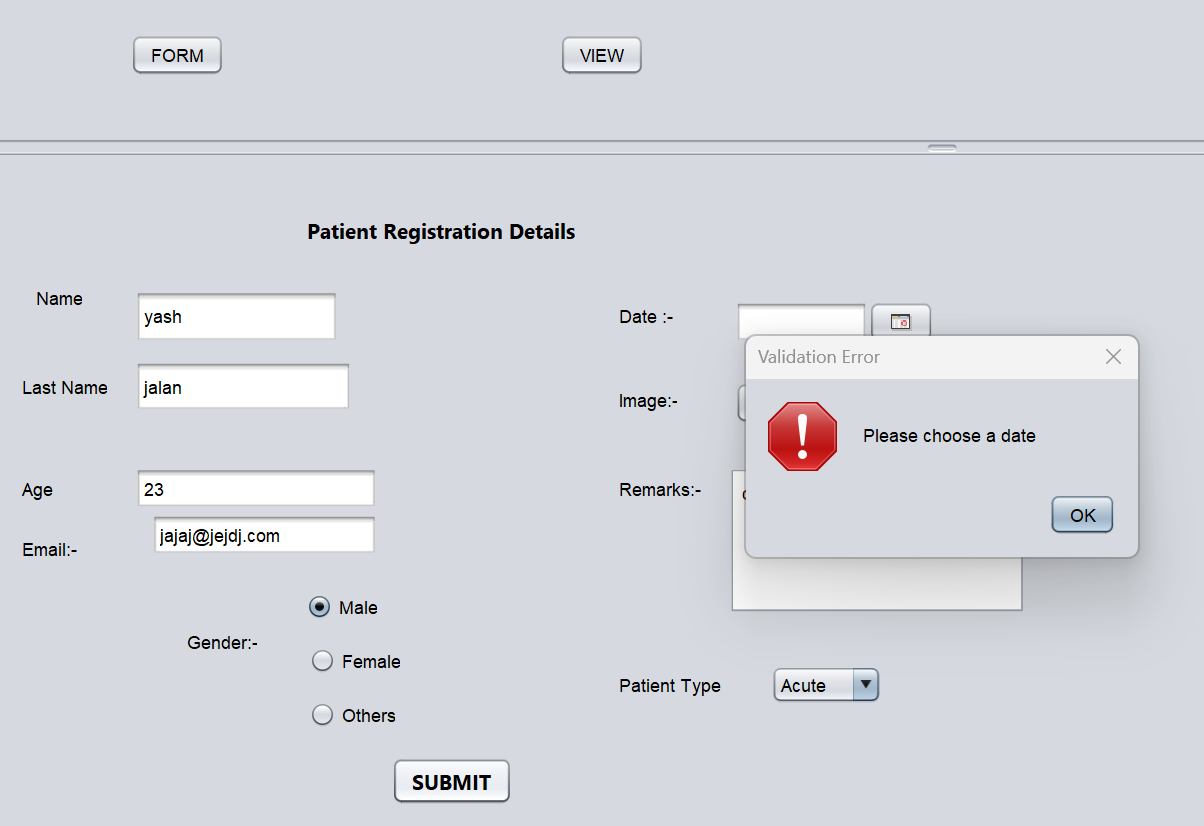 FORM
VIEW
Patient Registration Details
Name
yash
Last Name
jalan
Age
23
Email:-
jajaj@jejdj.com
Gender:-
Male
Female
Others
SUBMIT
Date :-
Image:-
Remarks:-
Patient Type
Acute
Validation Error
Please choose a date
OK